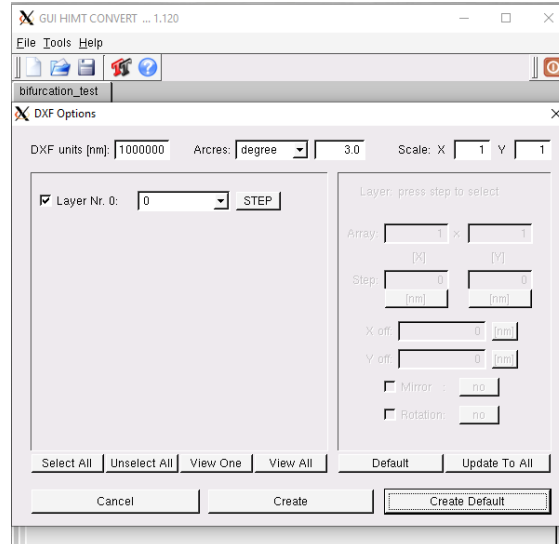 GUI HIMT CONVERT ... 1.120
File Tools Help
bifurcation_test
DXF Options
DXF units [nm]: 1000000 Arcres: degree 3.0 Scale: X 1 Y 1
Layer Nr. 0: 0 STEP
Layer: press step to select
Array: 1 × 1
[X] [Y]
Step: 0 0
[nm] [nm]
X off: 0 [nm]
Y off: 0 [nm]
Mirror : no
Rotation: no
Select All Unselect All View One View All Default Update To All
Cancel Create Create Default